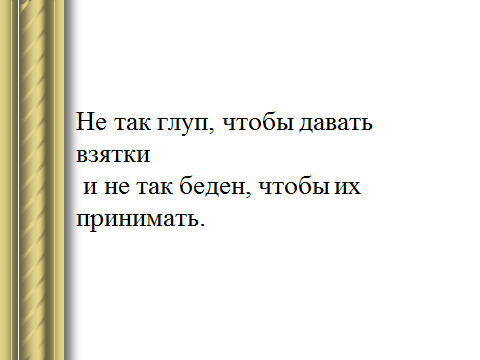 Не так глуп, чтобы давать
взятки
и не так беден, чтобы их
принимать.